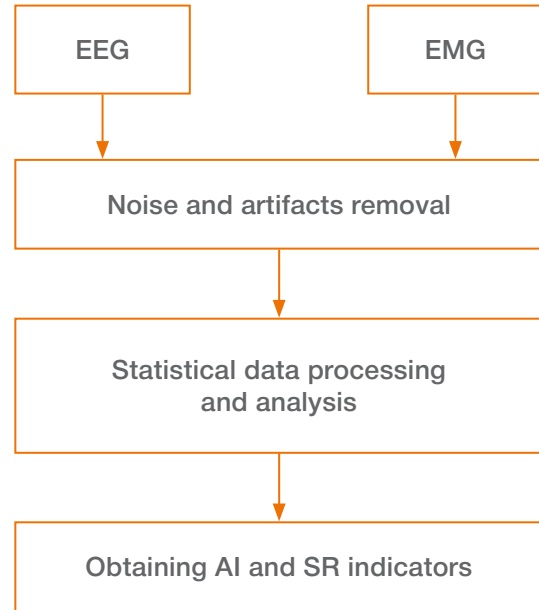 EEG
EMG
Noise and artifacts removal
Statistical data processing
and analysis
Obtaining AI and SR indicators